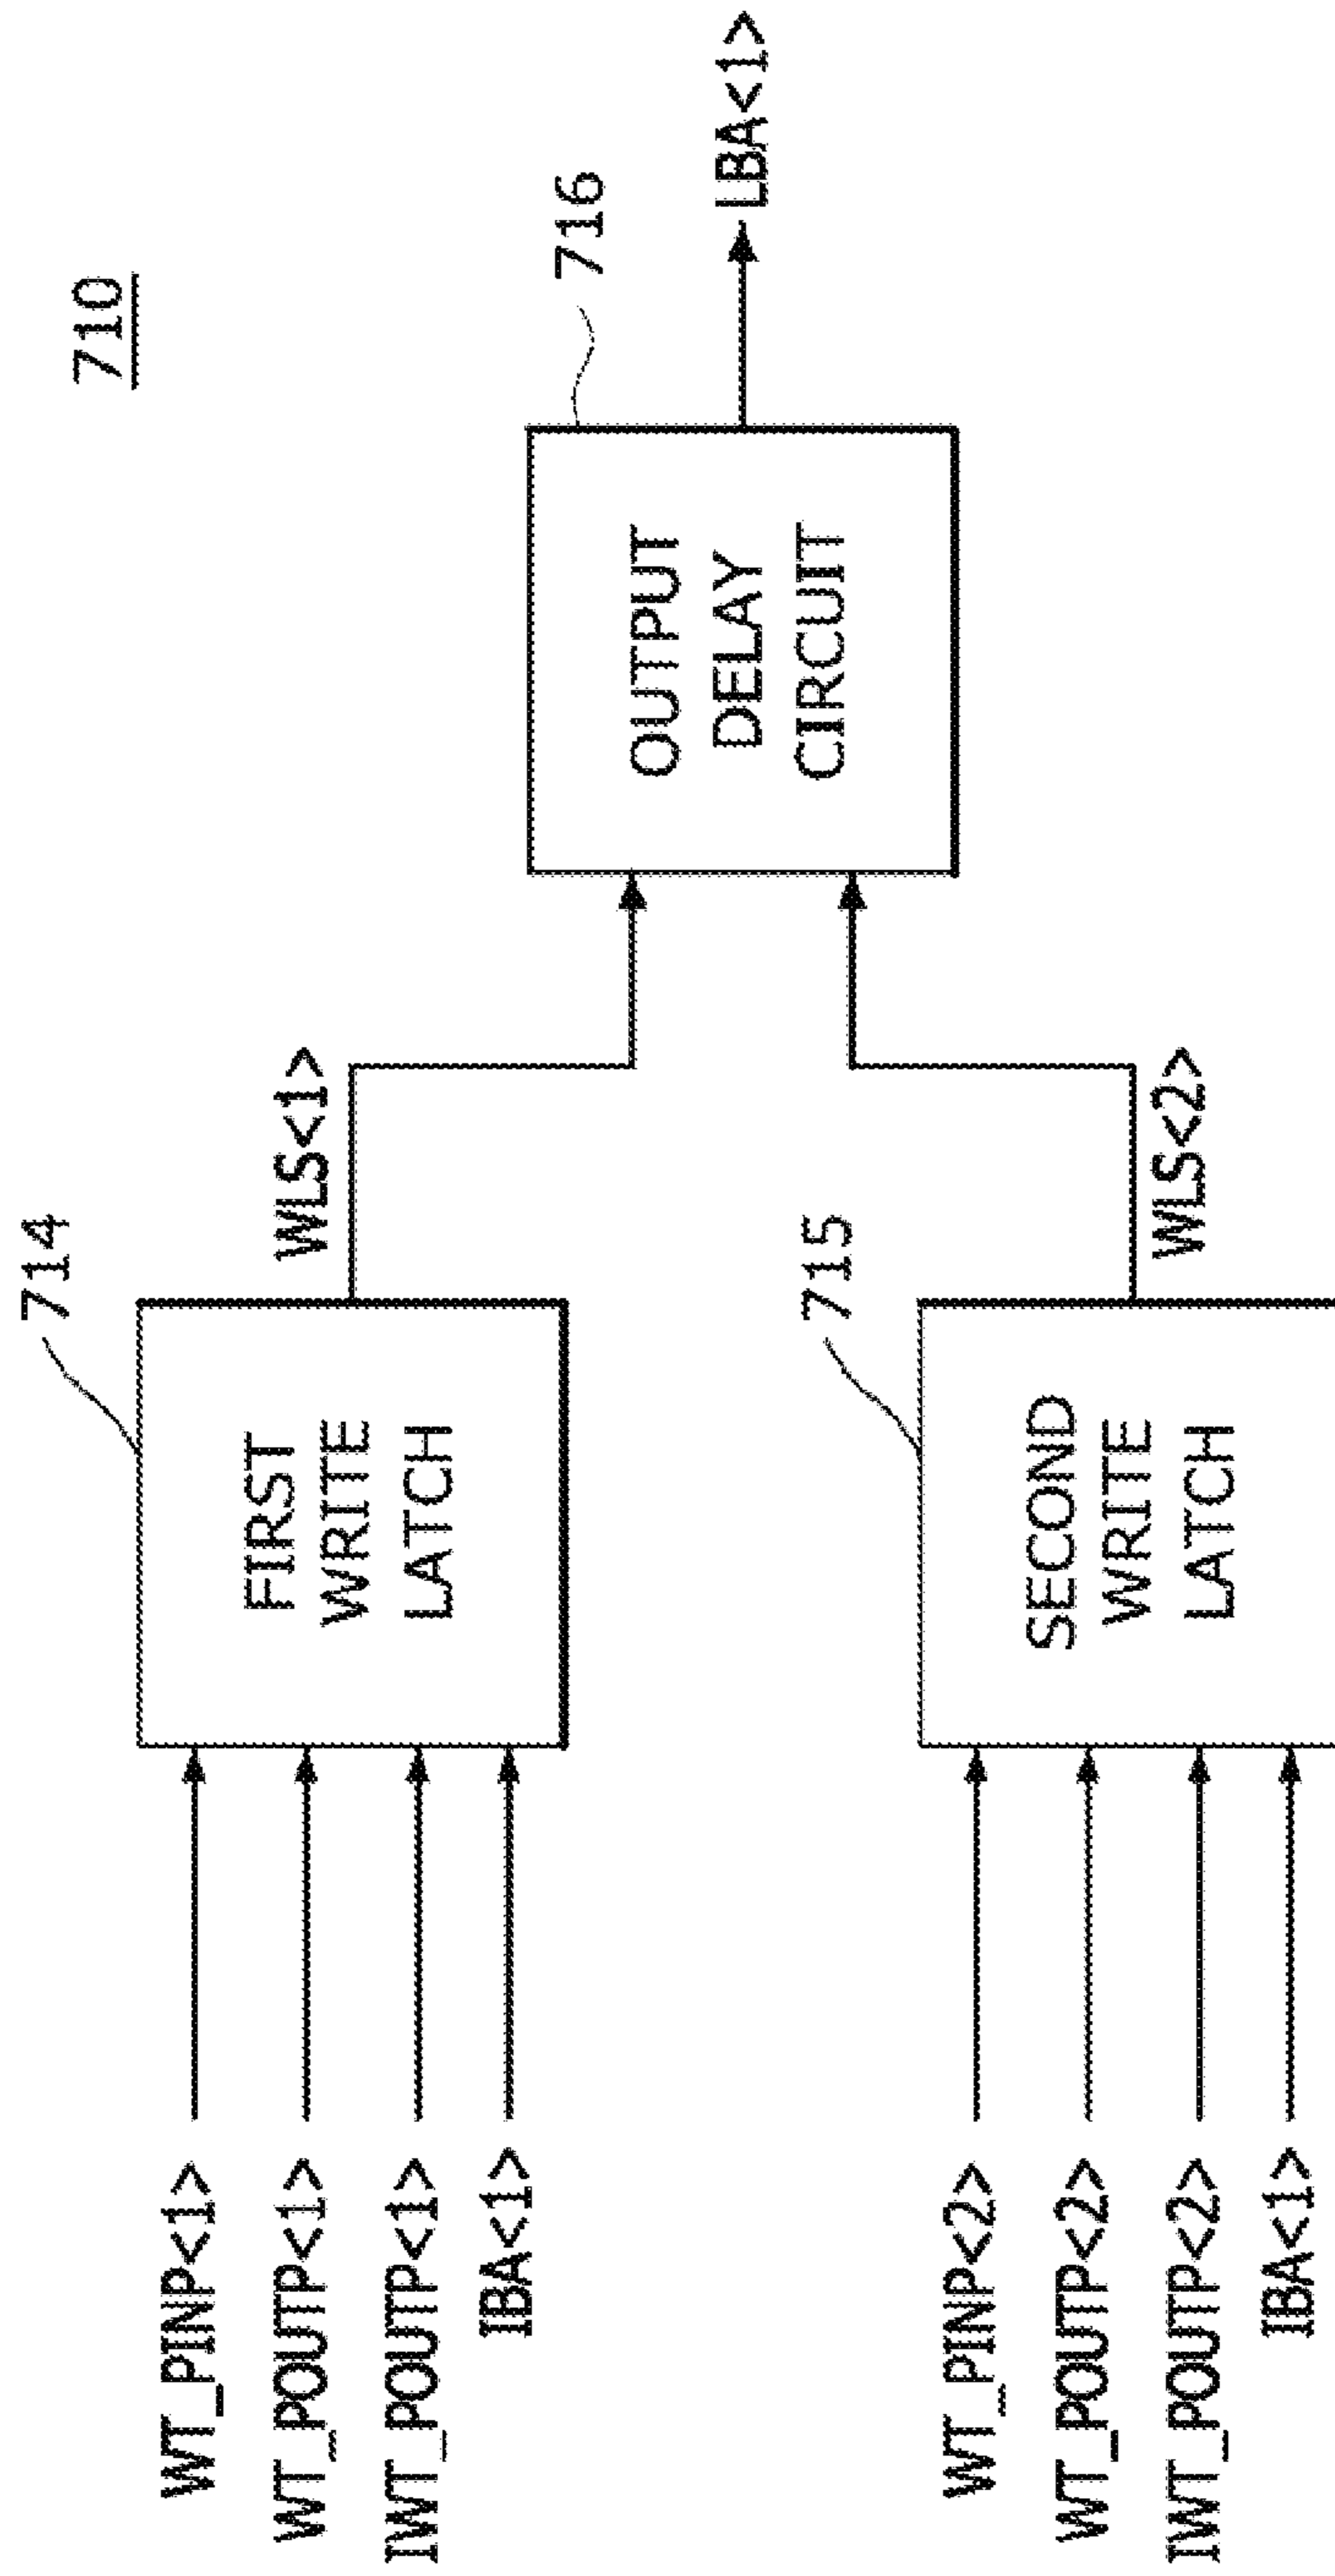 710
714
WT_PINP<1>
WT_POUTP<1>
IWT_POUTP<1>
IBA<1>
FIRST
WRITE
LATCH
WLS<1>
716
OUTPUT
DELAY
CIRCUIT
LBA<1>
715
WT_PINP<2>
WT_POUTP<2>
IWT_POUTP<2>
IBA<1>
SECOND
WRITE
LATCH
WLS<2>